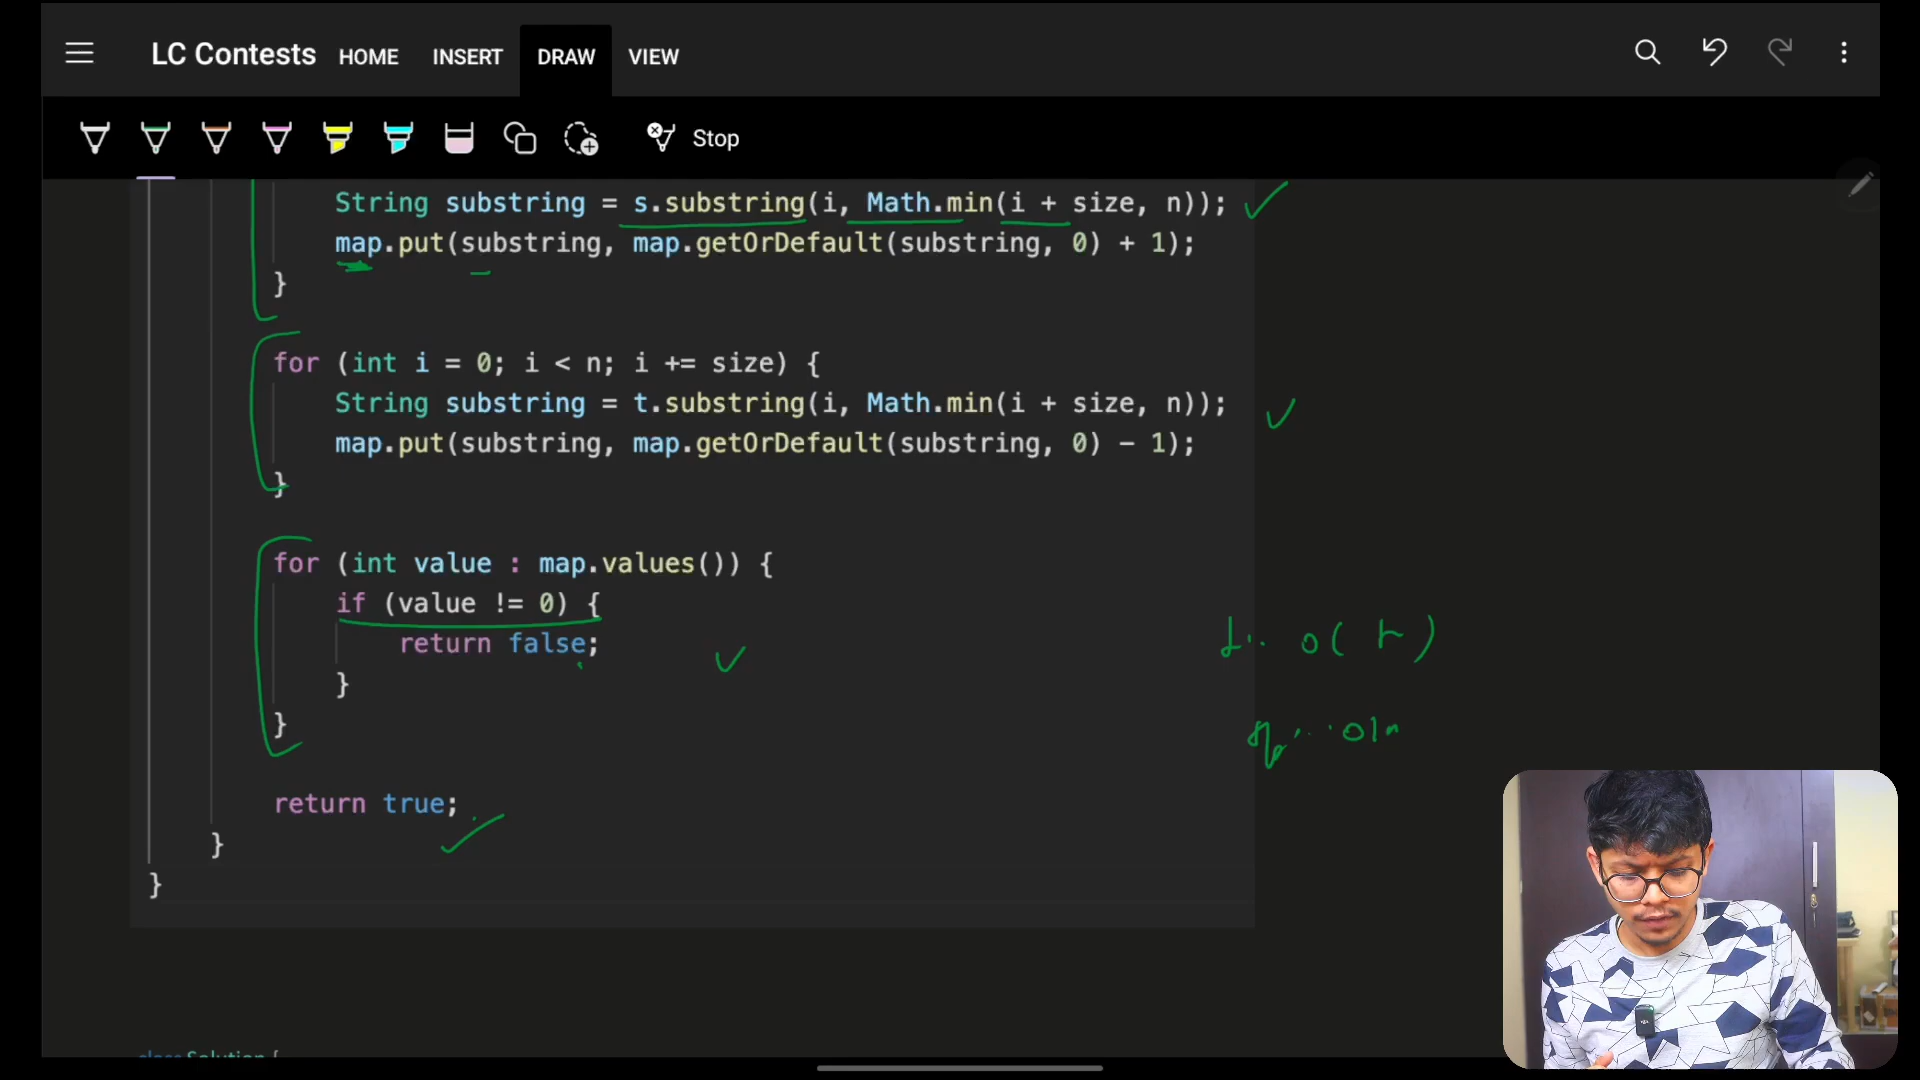 LC Contests HOME INSERT DRAW VIEW
Stop
String substring = s.substring(i, Math.min(i + size, n));
map.put(substring, map.getOrDefault(substring, 0) + 1);
}
for (int i = 0; i < n; i += size) {
String substring = t.substring(i, Math.min(i + size, n));
map.put(substring, map.getOrDefault(substring, 0) - 1);
}
for (int value : map.values()) {
if (value != 0) {
return false;
}
}
return true;
}
}
class Solution {